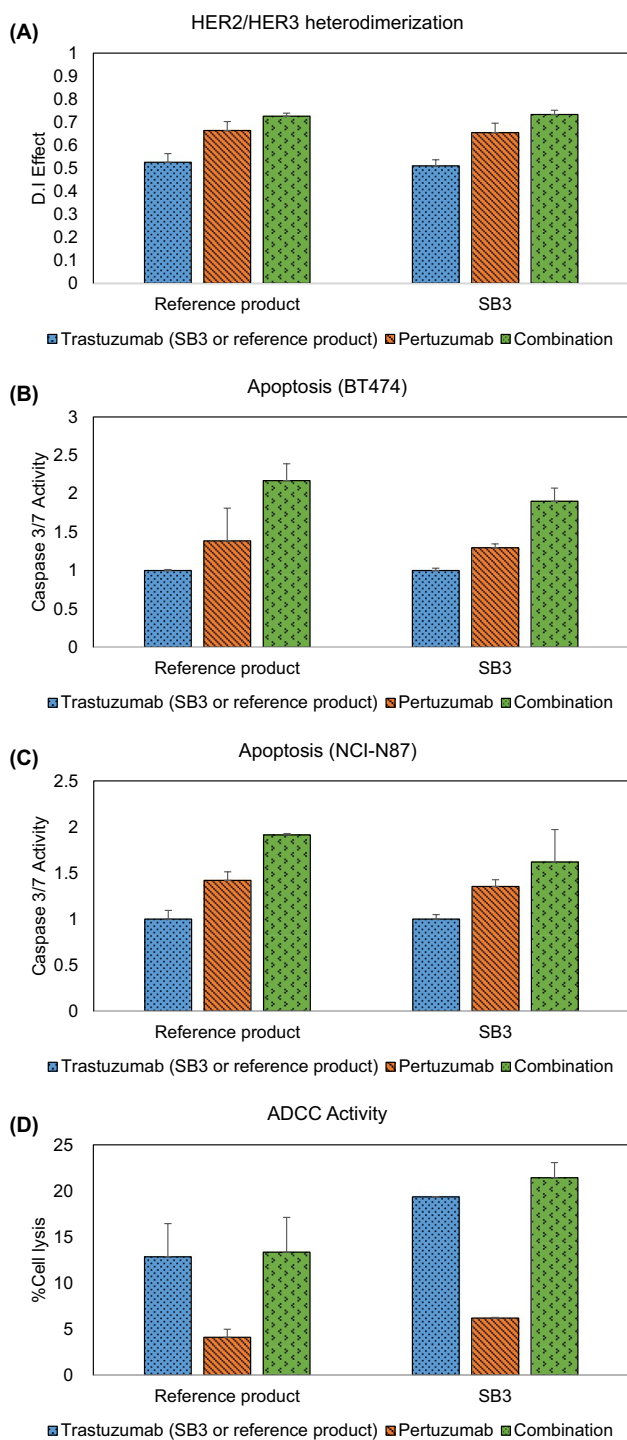 (A)
HER2/HER3 heterodimerization
D.I Effect
1
0.9
0.8
0.7
0.6
0.5
0.4
0.3
0.2
0.1
0
Reference product SB3
Trastuzumab (SB3 or reference product) Pertuzumab Combination
(B)
Apoptosis (BT474)
Caspase 3/7 Activity
3
2.5
2
1.5
1
0.5
0
Reference product SB3
Trastuzumab (SB3 or reference product) Pertuzumab Combination
(C)
Apoptosis (NCI-N87)
Caspase 3/7 Activity
2.5
2
1.5
1
0.5
0
Reference product SB3
Trastuzumab (SB3 or reference product) Pertuzumab Combination
(D)
ADCC Activity
%Cell lysis
25
20
15
10
5
0
Reference product SB3
Trastuzumab (SB3 or reference product) Pertuzumab Combination